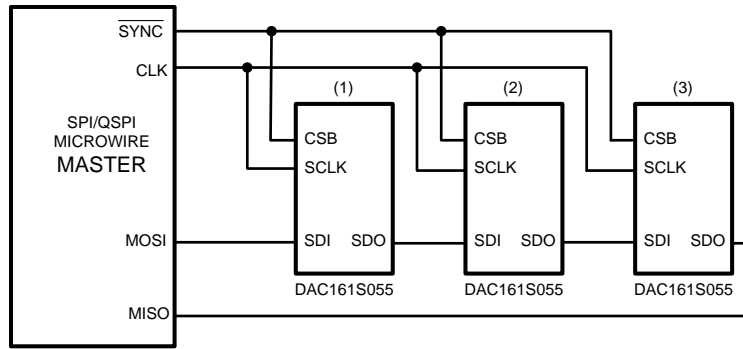 SYNC
CLK
(1)
(2)
(3)
SPI/QSPI
MICROWIRE
MASTER
CSB
SCLK
CSB
SCLK
CSB
SCLK
MOSI
SDI SDO
SDI SDO
SDI SDO
DAC161S055
DAC161S055
DAC161S055
MISO